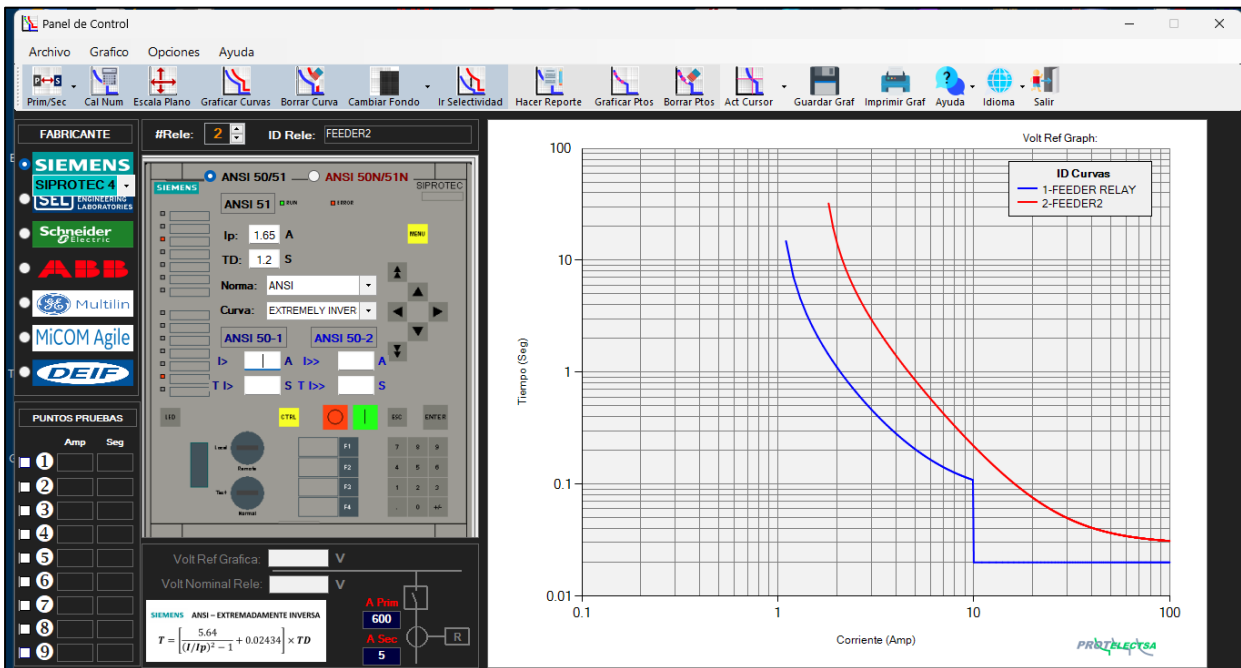 Panel de Control
Archivo Grafico Opciones Ayuda
Prim/Sec Cal Num Escala Plano Graficar Curvas Borrar Curva Cambiar Fondo Ir Selectividad Hacer Reporte Graficar Ptos Borrar Ptos Act Cursor Guardar Graf Imprimir Graf Ayuda Idioma Salir
FABRICANTE
SIEMENS
SIPROTEC 4
SEL ENGINEERING LABORATORIES
Schneider Electric
ABB
GE Multilin
MiCOM Agile
DEIF
PUNTOS PRUEBAS
Amp Seg
1
2
3
4
5
6
7
8
9
#Rele: 2 ID Rele: FEEDER2
ANSI 50/51 ANSI 50N/51N
SIEMENS SIPROTEC
ANSI 51 RUN ERROR
Ip: 1.65 A MENU
TD: 1.2 S
Norma: ANSI
Curva: EXTREMELY INVER
ANSI 50-1 ANSI 50-2
I> A I>> A
T I> S T I>> S
LED CTRL ESC ENTER
Local F1 7 8 9
Remote F2 4 5 6
Test F3 1 2 3
Normal F4 . 0 +/-
Volt Ref Grafica: V
Volt Nominal Rele: V
SIEMENS ANSI – EXTREMADAMENTE INVERSA
T = [5.64 / ((I/Ip)² − 1) + 0.02434] × TD
A Prim
600
A Sec
5
R
Volt Ref Graph:
ID Curvas
1-FEEDER RELAY
2-FEEDER2
100
10
1
0.1
0.01
Tiempo (Seg)
0.1 1 10 100
Corriente (Amp)
PROTELECTSA